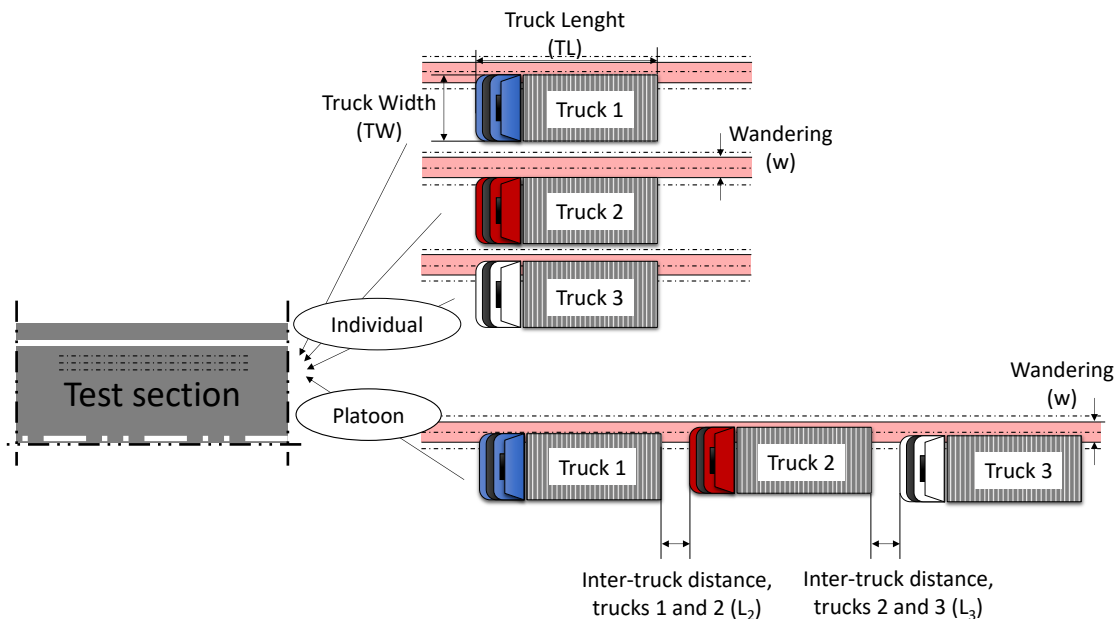 Truck Lenght
(TL)
Truck Width
(TW)
Truck 1
Wandering
(w)
Truck 2
Truck 3
Individual
Test section
Platoon
Wandering
(w)
Truck 1
Truck 2
Truck 3
Inter-truck distance,
trucks 1 and 2 (L₂)
Inter-truck distance,
trucks 2 and 3 (L₃)